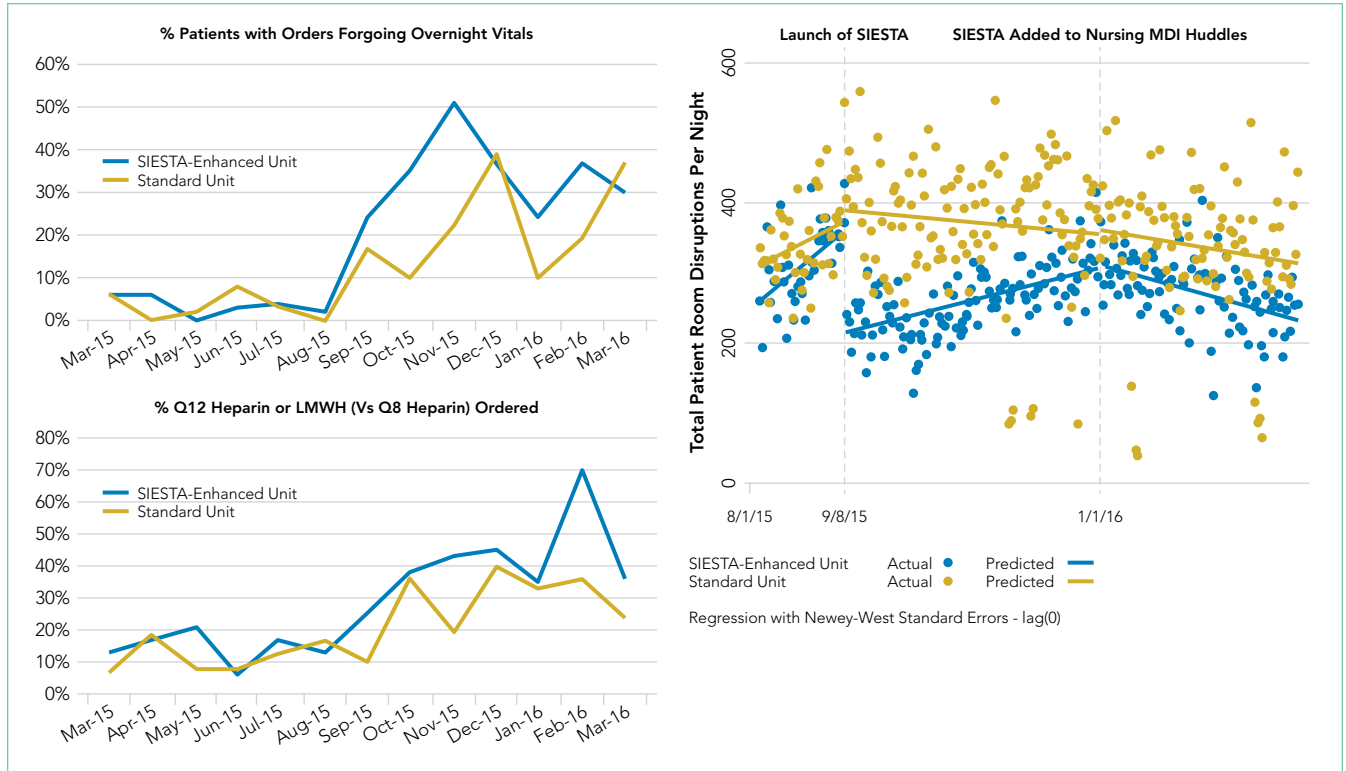 % Patients with Orders Forgoing Overnight Vitals
60%
50%
40%
30%
20%
10%
0%
SIESTA-Enhanced Unit
Standard Unit
Mar-15 Apr-15 May-15 Jun-15 Jul-15 Aug-15 Sep-15 Oct-15 Nov-15 Dec-15 Jan-16 Feb-16 Mar-16
% Q12 Heparin or LMWH (Vs Q8 Heparin) Ordered
80%
70%
60%
50%
40%
30%
20%
10%
0%
SIESTA-Enhanced Unit
Standard Unit
Mar-15 Apr-15 May-15 Jun-15 Jul-15 Aug-15 Sep-15 Oct-15 Nov-15 Dec-15 Jan-16 Feb-16 Mar-16
Launch of SIESTA SIESTA Added to Nursing MDI Huddles
Total Patient Room Disruptions Per Night
600
400
200
0
8/1/15 9/8/15 1/1/16
SIESTA-Enhanced Unit Actual Predicted
Standard Unit Actual Predicted
Regression with Newey-West Standard Errors - lag(0)